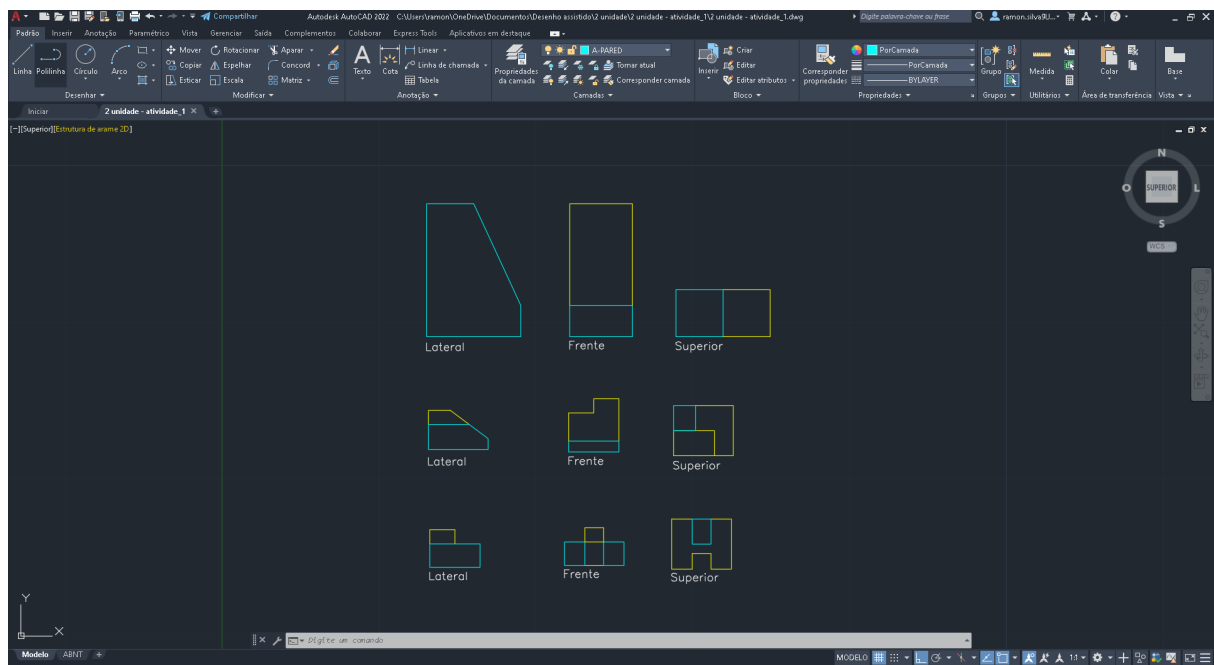 A Compartilhar Autodesk AutoCAD 2022 C:\Users\ramon\OneDrive\Documentos\Desenho assistido\2 unidade\2 unidade - atividade_1\2 unidade - atividade_1.dwg Digite palavra-chave ou frase ramon.silva9U...
Padrão Inserir Anotação Paramétrico Vista Gerenciar Saída Complementos Colaborar Express Tools Aplicativos em destaque
Linha Polilinha Círculo Arco
Mover Rotacionar Aparar
Copiar Espelhar Concord
Esticar Escala Matriz
Texto Cota
Linear
Linha de chamada
Tabela
Propriedades da camada
A-PARED
Tornar atual
Corresponder camada
Inserir
Criar
Editar
Editar atributos
Corresponder propriedades
PorCamada
PorCamada
BYLAYER
Grupo Medida Colar Base
Desenhar Modificar Anotação Camadas Bloco Propriedades Grupos Utilitários Área de transferência Vista
Iniciar 2 unidade - atividade_1
[−][Superior][Estrutura de arame 2D]
N
O SUPERIOR L
S
WCS
Lateral Frente Superior
Lateral Frente Superior
Lateral Frente Superior
Y
X
Digite um comando
Modelo ABNT + MODELO 1:1